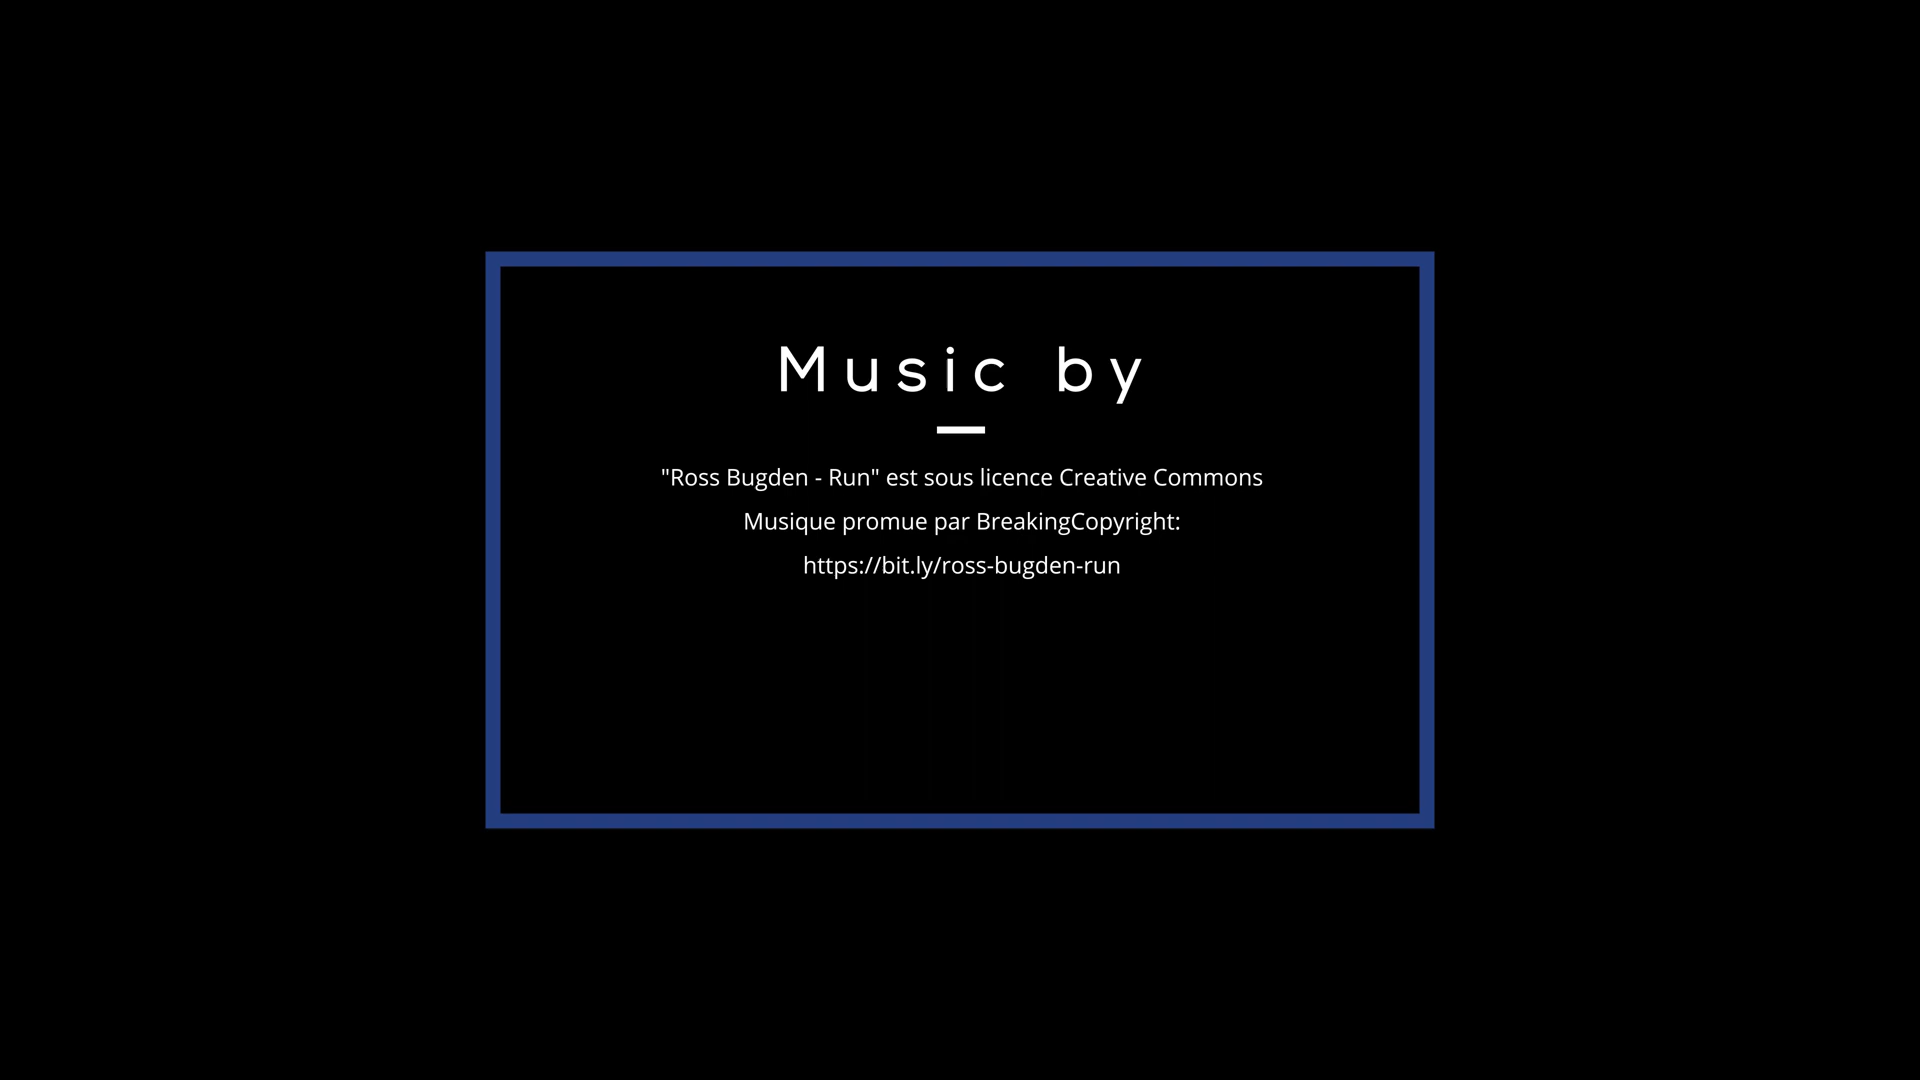 Music by
"Ross Bugden - Run" est sous licence Creative Commons
Musique promue par BreakingCopyright:
https://bit.ly/ross-bugden-run